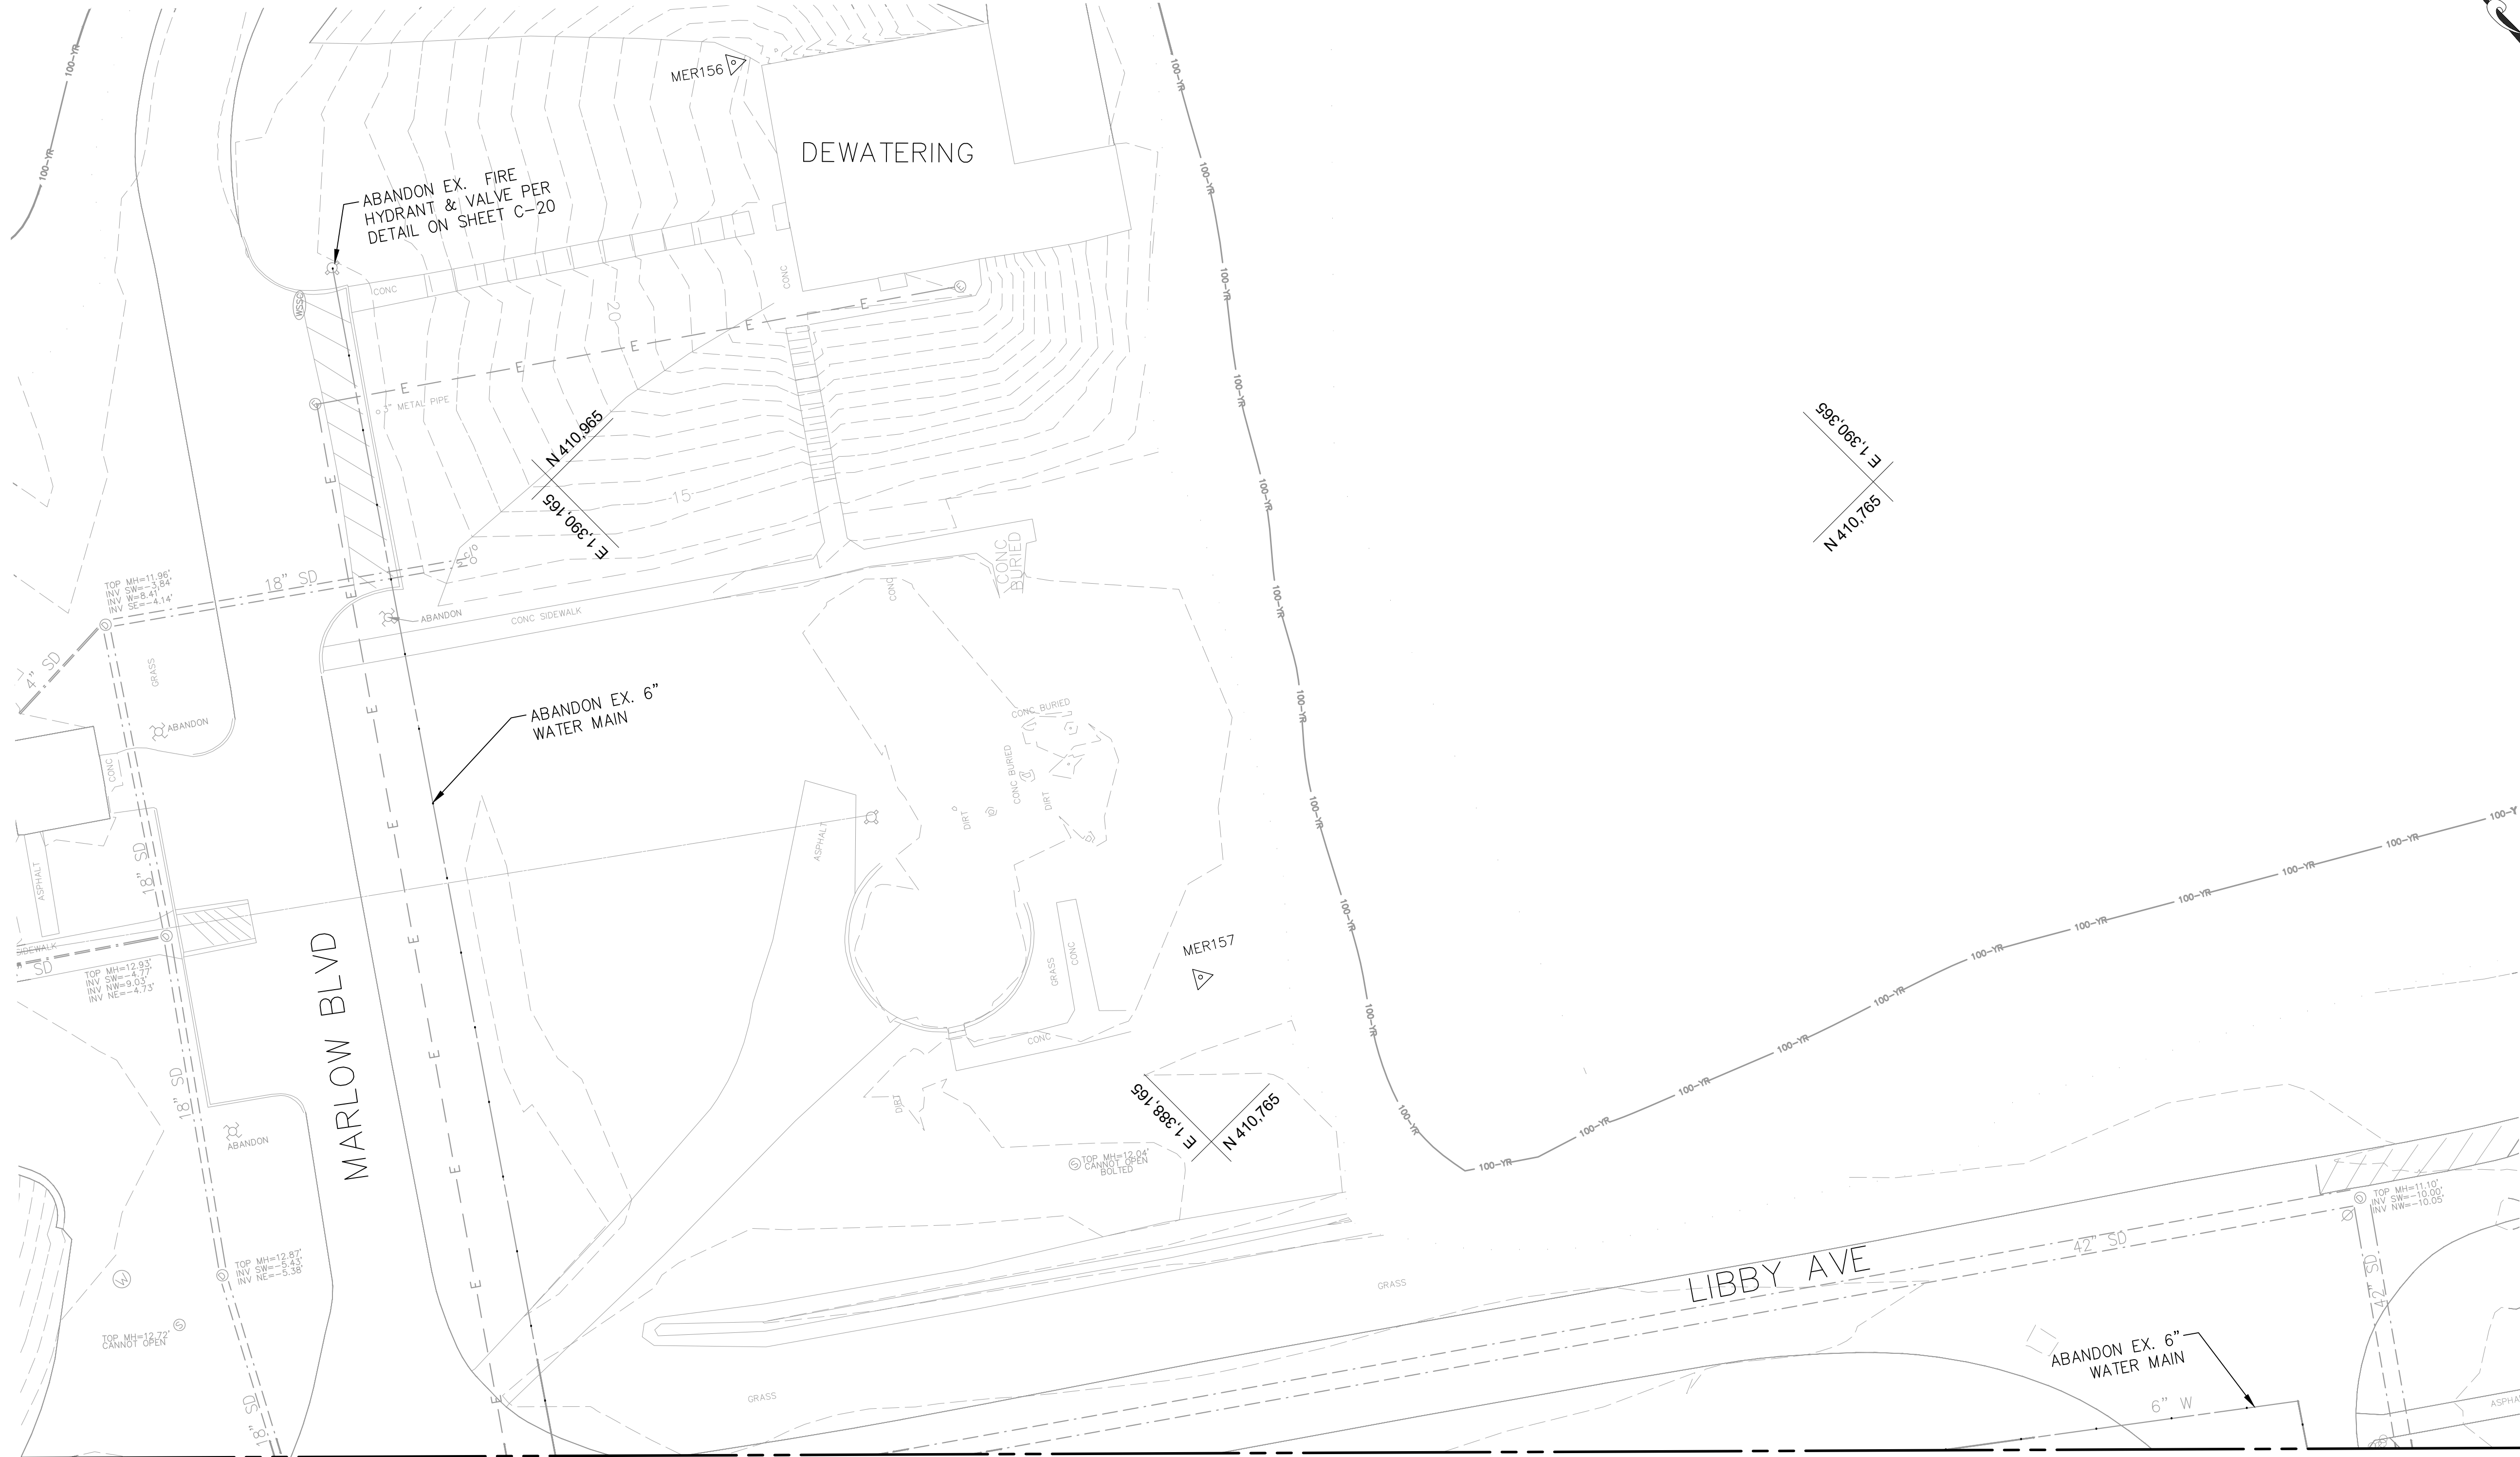 100-YR
100-YR
MER156
DEWATERING
100-YR
100-YR
100-YR
100-YR
100-YR
100-YR
100-YR
100-YR
100-YR
100-YR
100-YR
100-YR
ABANDON EX. FIRE
HYDRANT & VALVE PER
DETAIL ON SHEET C-20
WSSC
CONC
CONC
20
E
E
E
E
E
E
3" METAL PIPE
N 410,965
E 1,390,165
E 1,390,365
N 410,765
15
CONC
BURIED
TOP MH=11.96'
INV SW=-3.84'
INV W=8.41'
INV SE=-4.14'
18" SD
D
4" SD
GRASS
ABANDON
CONC SIDEWALK
CONC
ABANDON
ABANDON EX. 6"
WATER MAIN
CONC BURIED
CONC BURIED
DIRT
DIRT
CONC
ASPHALT
ASPHALT
18" SD
SIDEWALK
SD
D
TOP MH=12.93'
INV SW=-4.77'
INV NW=9.03'
INV NE=-4.73'
MARLOW BLVD
E
E
E
E
E
E
E
E
E
MER157
GRASS
CONC
CONC
DIRT
E 1,388,165
N 410,765
S
TOP MH=12.04'
CANNOT OPEN
BOLTED
18" SD
ABANDON
D
TOP MH=12.87'
INV SW=-5.43'
INV NE=-5.38'
W
S
TOP MH=12.72'
CANNOT OPEN
18" SD
100-YR
100-YR
100-YR
100-YR
100-YR
100-YR
100-YR
100-YR
100-YR
100-YR
100-YR
100-Y
D
TOP MH=11.10'
INV SW=-10.00'
INV NW=-10.05'
42" SD
42" SD
LIBBY AVE
GRASS
GRASS
ABANDON EX. 6"
WATER MAIN
6" W
ASPHA